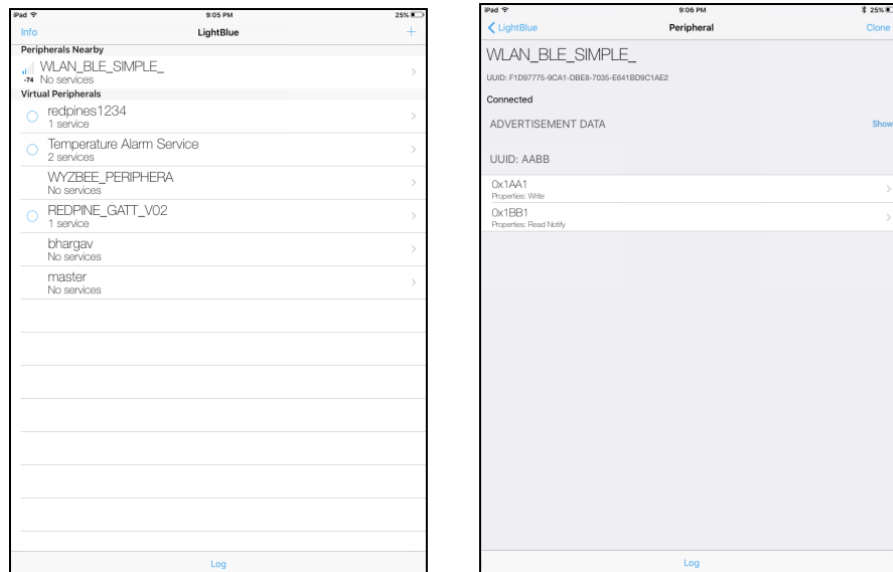 iPad 9:05 PM 25%
Info LightBlue +
Peripherals Nearby
WLAN_BLE_SIMPLE_
-74 No services
Virtual Peripherals
redpines1234
1 service
Temperature Alarm Service
2 services
WYZBEE_PERIPHERA
No services
REDPINE_GATT_V02
1 service
bhargav
No services
master
No services
Log
iPad 9:06 PM 25%
LightBlue Peripheral Clone
WLAN_BLE_SIMPLE_
UUID: F1D97775-9CA1-DBE8-7035-E641BD9C1AE2
Connected
ADVERTISEMENT DATA Show
UUID: AABB
0x1AA1
Properties: Write
0x1BB1
Properties: Read Notify
Log